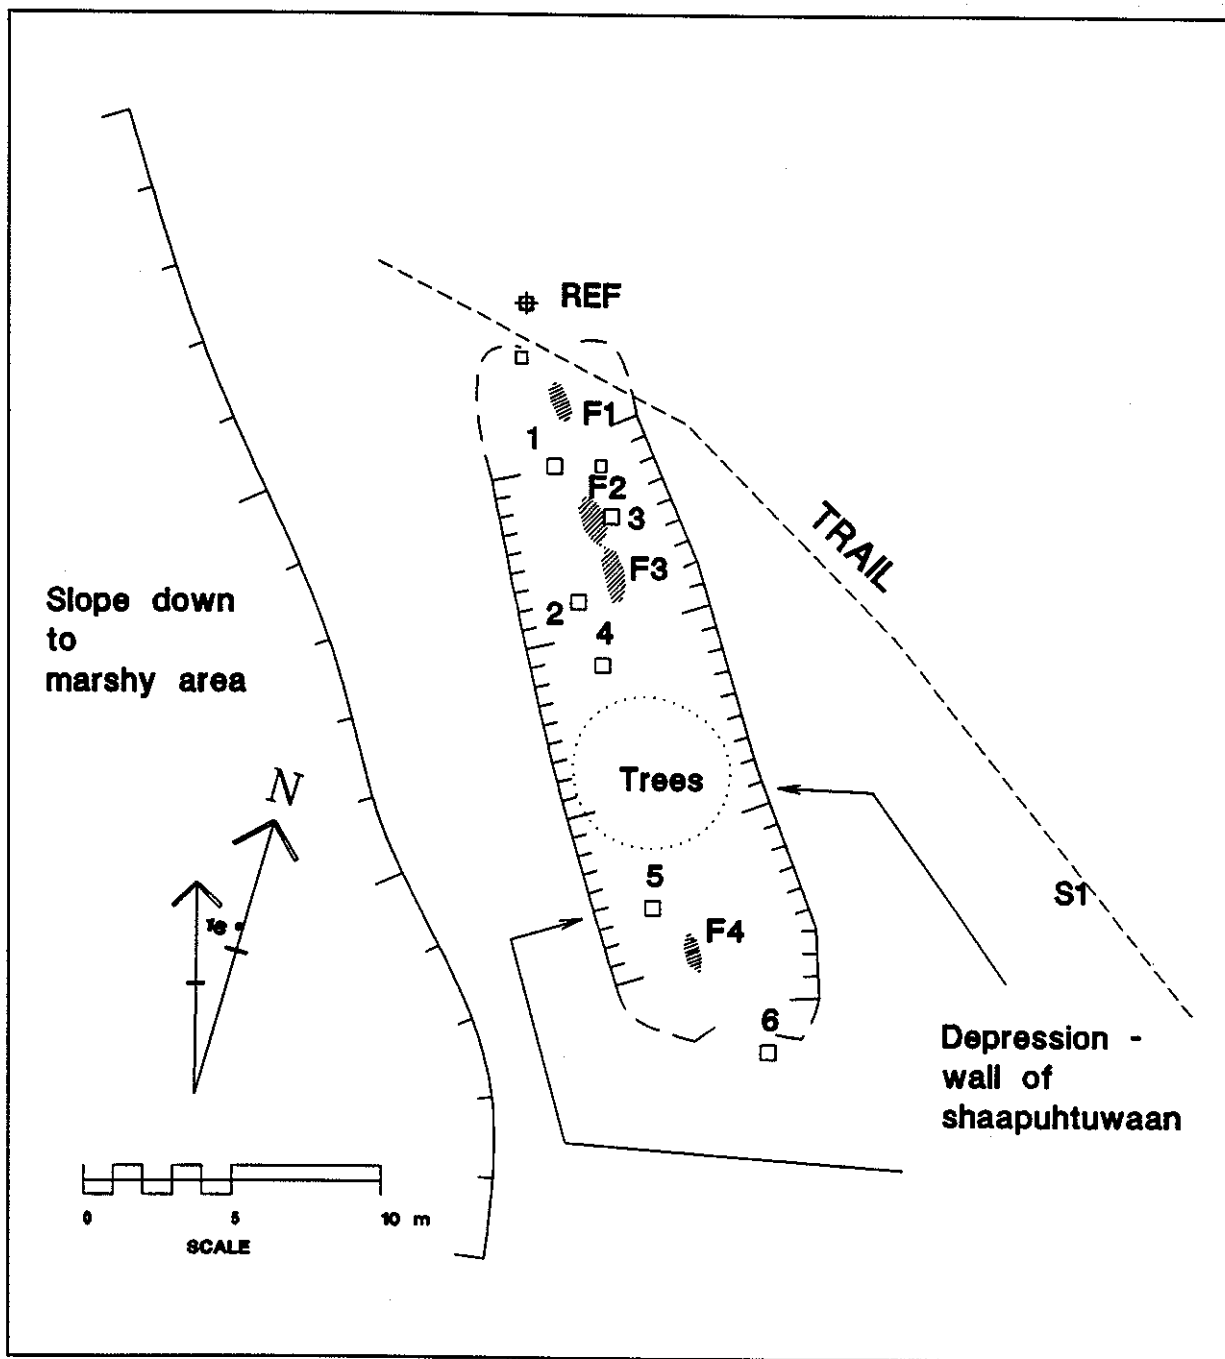 REF
F1
1
F2
3
F3
2
4
TRAIL
Slope down
to
marshy area
Trees
N
16°
5
F4
S1
6
Depression -
wall of
shaapuhtuwaan
0 5 10 m
SCALE